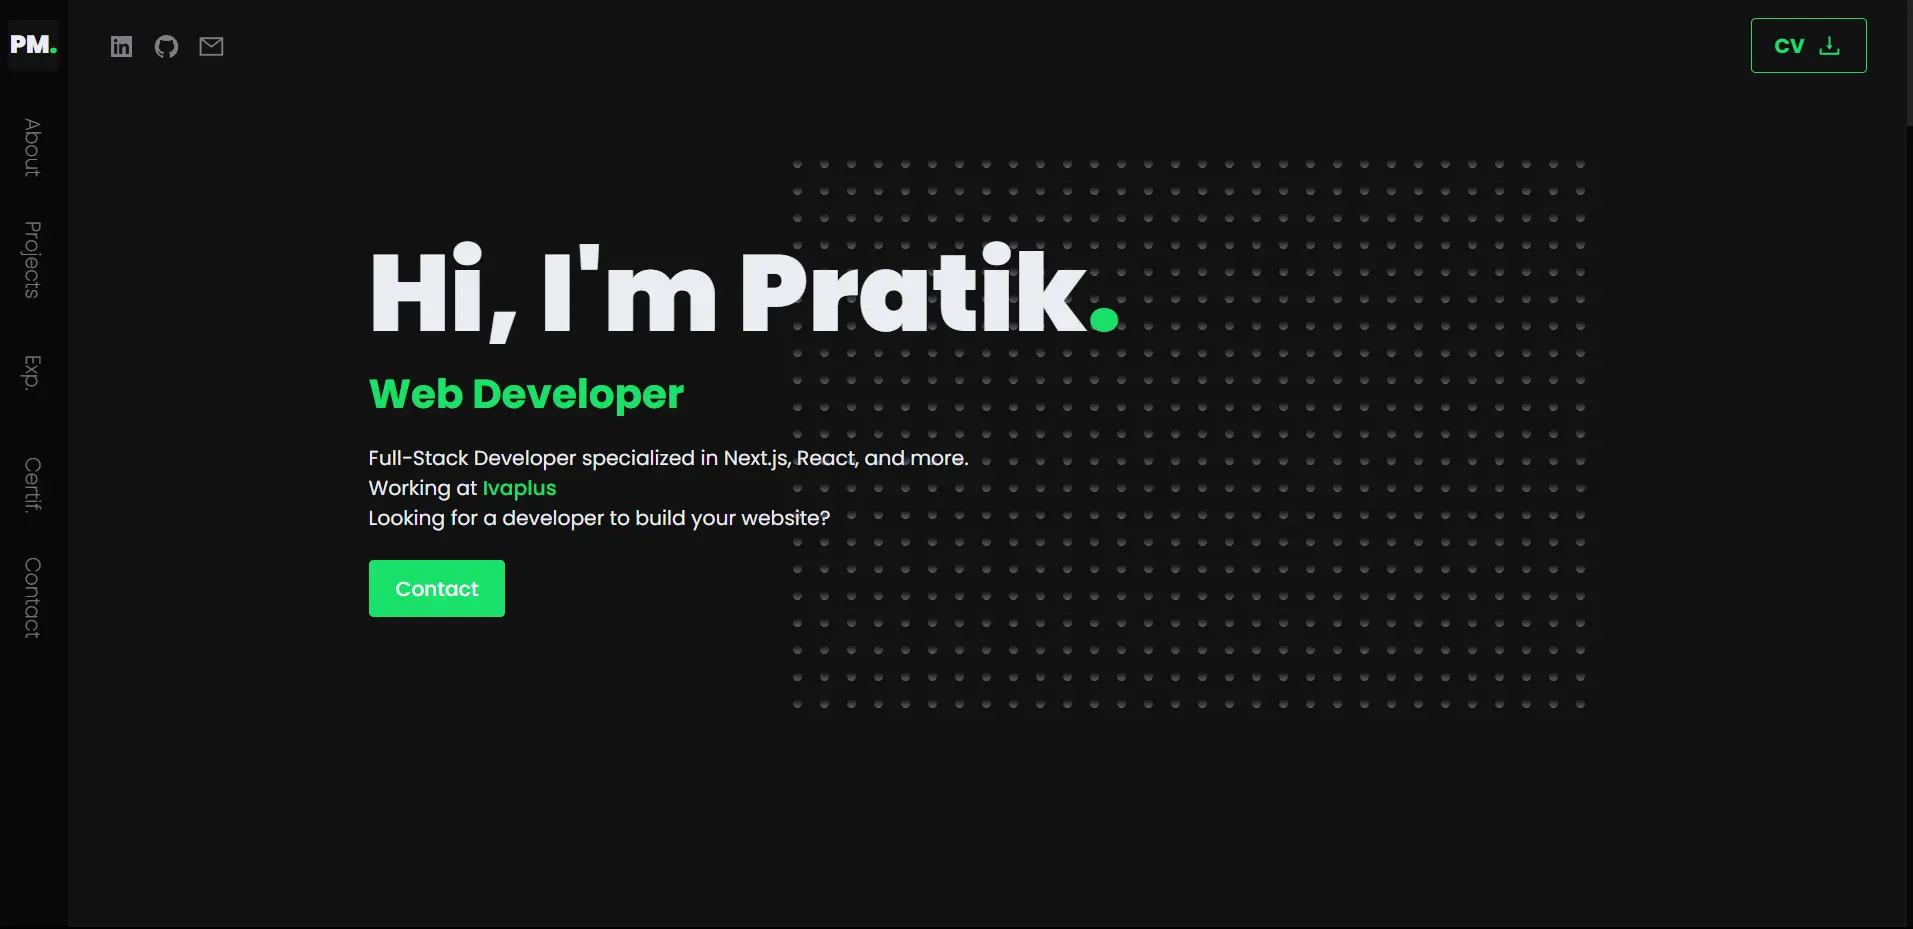 PM.
About
Projects
Exp.
Certif.
Contact
in
CV
Hi, I'm Pratik.
Web Developer
Full-Stack Developer specialized in Next.js, React, and more.
Working at Ivaplus
Looking for a developer to build your website?
Contact